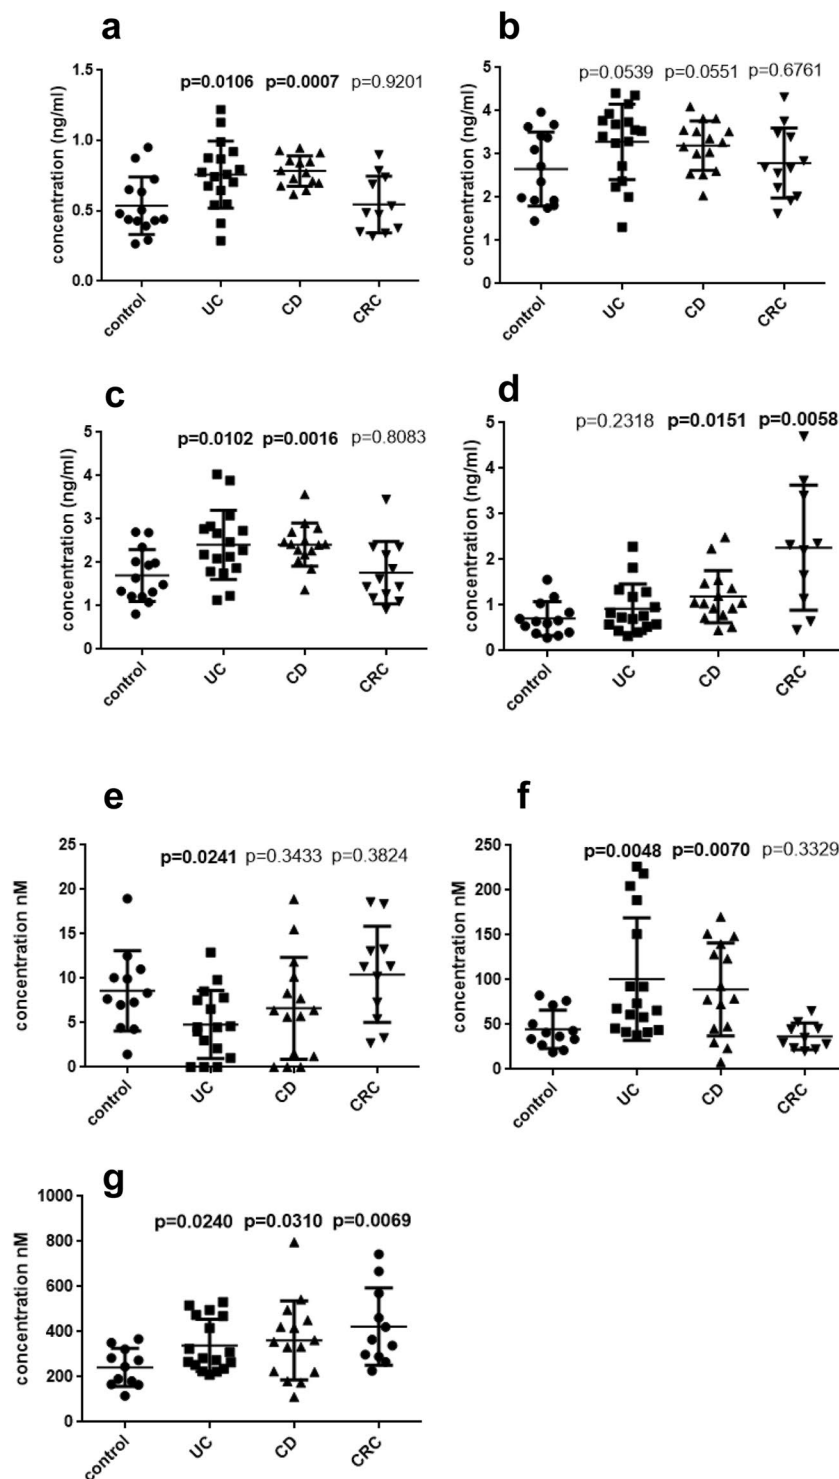 a
p=0.0106 p=0.0007 p=0.9201
concentration (ng/ml)
1.5
1.0
0.5
0.0
control UC CD CRC
b
p=0.0539 p=0.0551 p=0.6761
concentration (ng/ml)
5
4
3
2
1
0
control UC CD CRC
c
p=0.0102 p=0.0016 p=0.8083
concentration (ng/ml)
5
4
3
2
1
0
control UC CD CRC
d
p=0.2318 p=0.0151 p=0.0058
concentration (ng/ml)
5
4
3
2
1
0
control UC CD CRC
e
p=0.0241 p=0.3433 p=0.3824
concentration nM
25
20
15
10
5
0
control UC CD CRC
f
p=0.0048 p=0.0070 p=0.3329
concentration nM
250
200
150
100
50
0
control UC CD CRC
g
p=0.0240 p=0.0310 p=0.0069
concentration nM
1000
800
600
400
200
0
control UC CD CRC